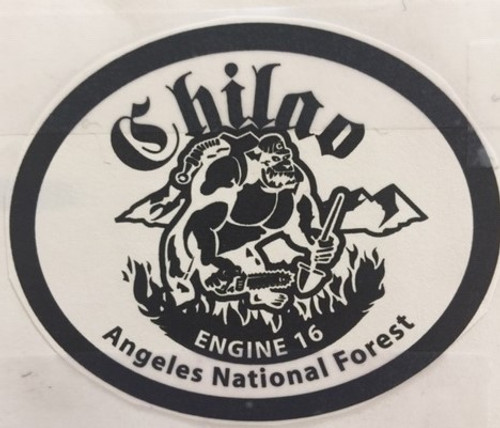 Chilao
ENGINE 16
Angeles National Forest